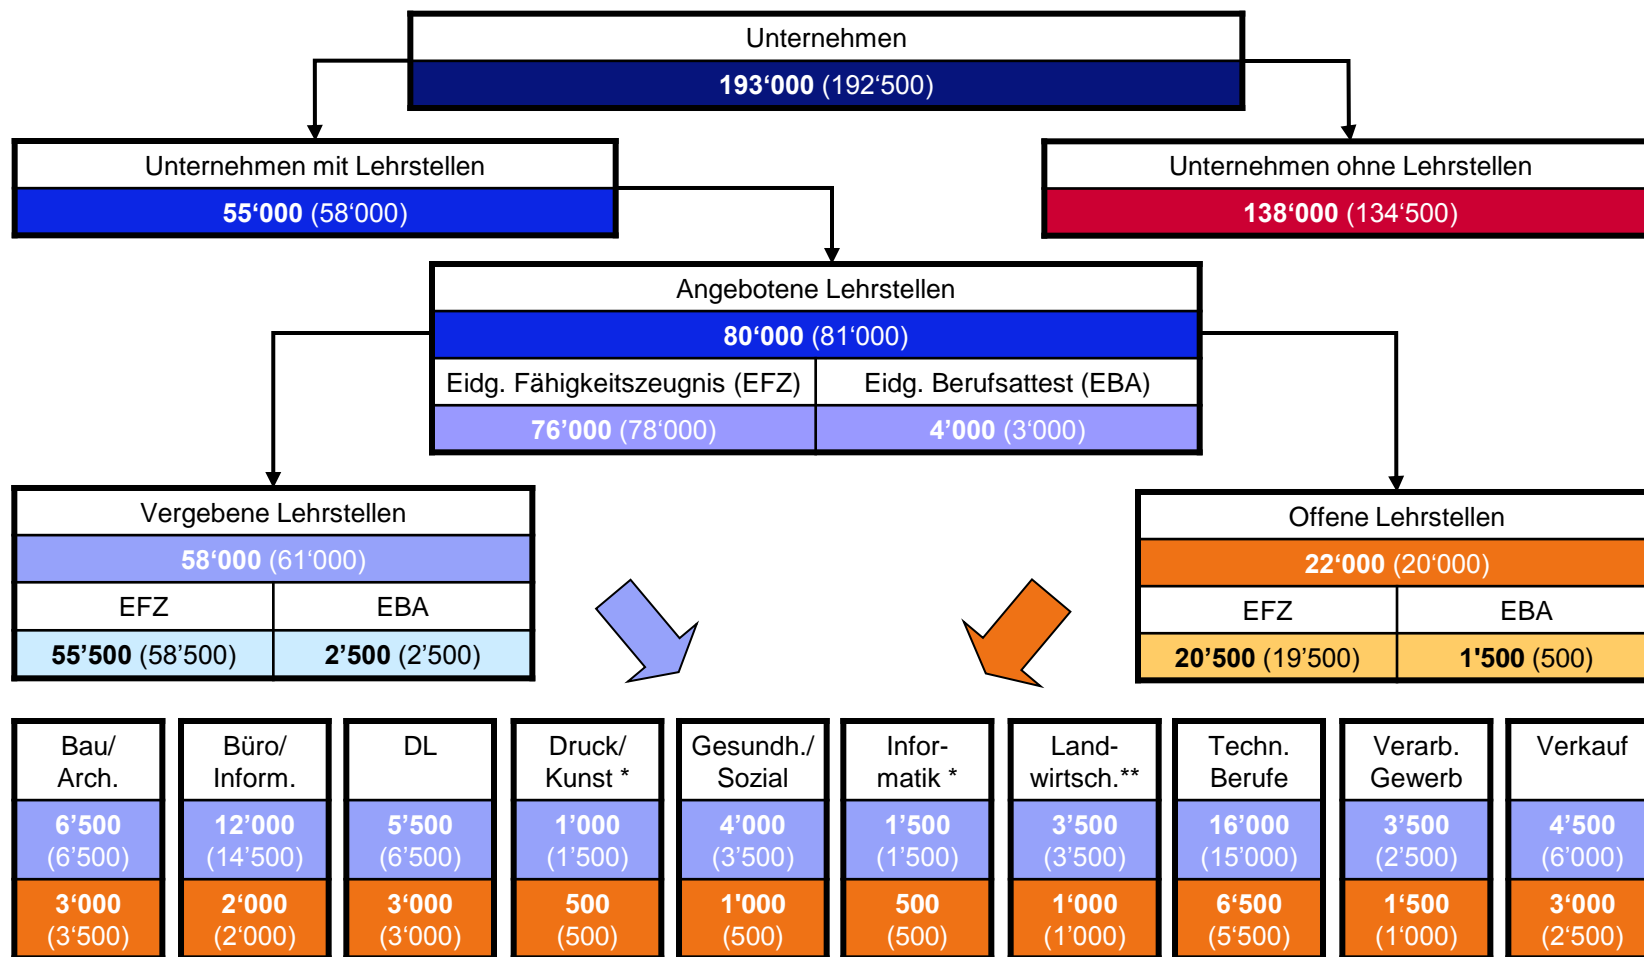 Unternehmen
193‘000 (192‘500)
Unternehmen mit Lehrstellen
55‘000 (58‘000)
Unternehmen ohne Lehrstellen
138‘000 (134‘500)
Angebotene Lehrstellen
80‘000 (81‘000)
Eidg. Fähigkeitszeugnis (EFZ)
76’000 (78‘000)
Eidg. Berufsattest (EBA)
4’000 (3‘000)
Vergebene Lehrstellen
58‘000 (61‘000)
EFZ
55’500 (58’500)
EBA
2’500 (2’500)
Offene Lehrstellen
22‘000 (20‘000)
EFZ
20’500 (19’500)
EBA
1'500 (500)
Bau/
Arch.
6’500
(6’500)
3‘000
(3’500)
Büro/
Inform.
12’000
(14’500)
2‘000
(2’000)
DL
5’500
(6’500)
3‘000
(3’000)
Druck/
Kunst *
1’000
(1’500)
500
(500)
Gesundh./
Sozial
4’000
(3’500)
1'000
(500)
Infor-
matik *
1’500
(1’500)
500
(500)
Land-
wirtsch.**
3’500
(3’500)
1‘000
(1’000)
Techn.
Berufe
16’000
(15’000)
6’500
(5’500)
Verarb.
Gewerb
3’500
(2’500)
1’500
(1’000)
Verkauf
4’500
(6’000)
3‘000
(2’500)